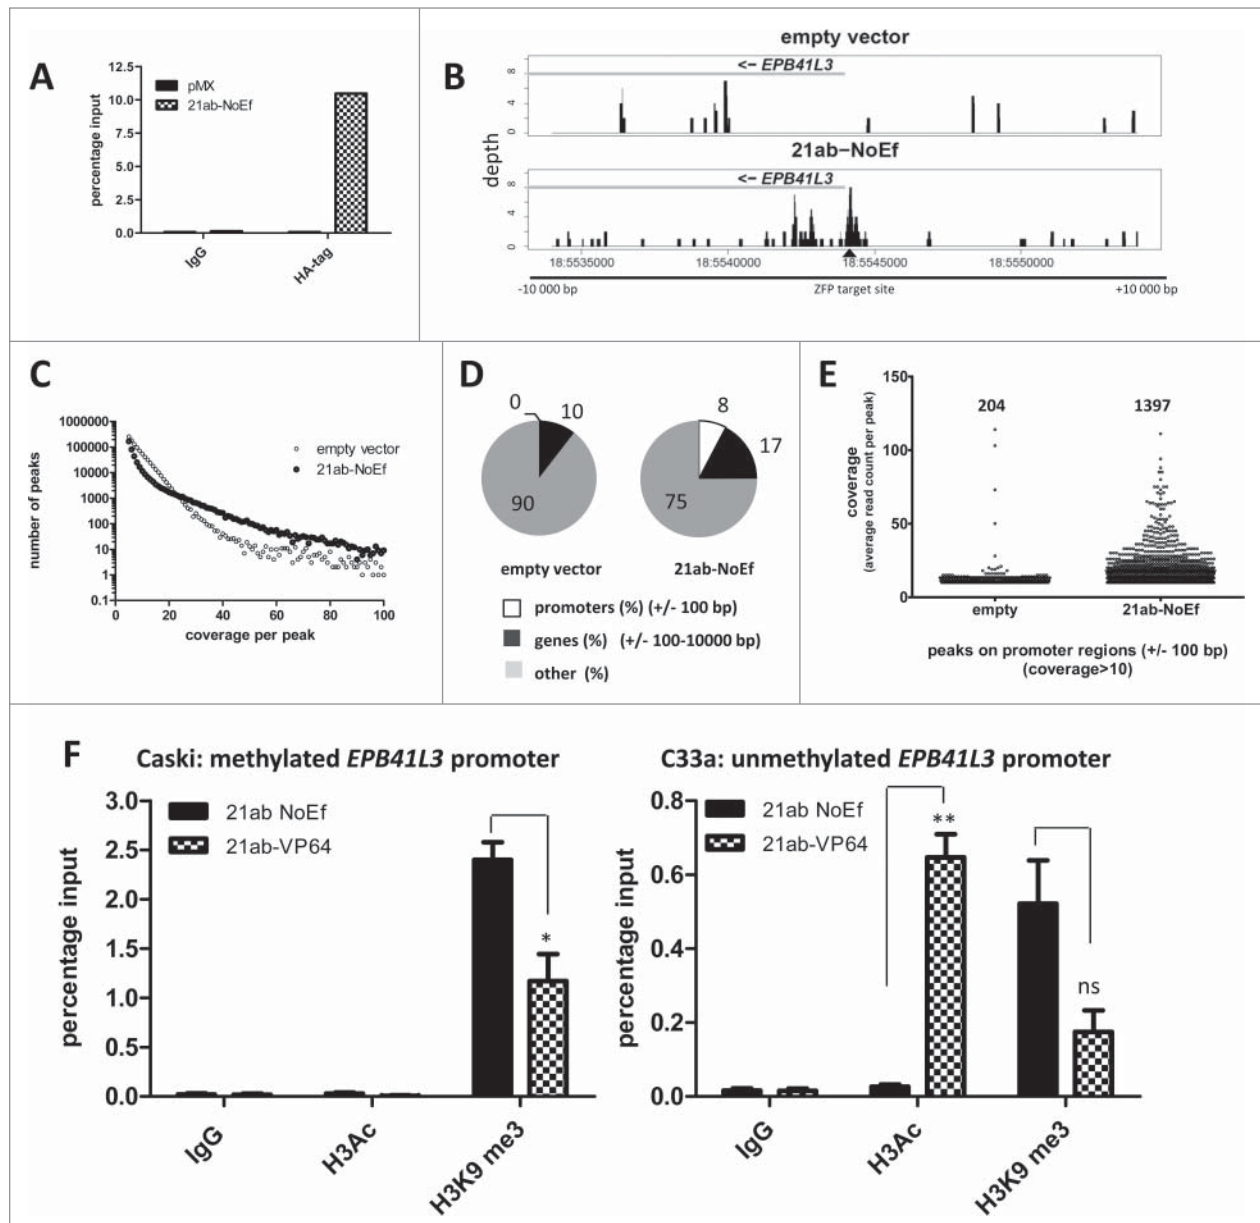 A
12.5
10.0
7.5
5.0
2.5
0.0
percentage input
pMX
21ab-NoEf
IgG
HA-tag
B
empty vector
<− EPB41L3
8
4
0
21ab−NoEf
<− EPB41L3
8
4
0
depth
18:5535000 18:5540000 18:5545000 18:5550000
-10 000 bp ZFP target site +10 000 bp
C
1000000
100000
10000
1000
100
10
1
0.1
number of peaks
empty vector
21ab-NoEf
0 20 40 60 80 100
coverage per peak
D
0 10
90
8
17
75
empty vector 21ab-NoEf
promoters (%) (+/- 100 bp)
genes (%) (+/- 100-10000 bp)
other (%)
E
150
100
50
0
coverage
(average read count per peak)
204 1397
empty 21ab-NoEf
peaks on promoter regions (+/- 100 bp)
(coverage>10)
F
Caski: methylated EPB41L3 promoter
3.0
2.5
2.0
1.5
1.0
0.5
0.0
percentage input
21ab NoEf
21ab-VP64
*
IgG
H3Ac
H3K9 me3
C33a: unmethylated EPB41L3 promoter
0.8
0.6
0.4
0.2
0.0
percentage input
21ab NoEf
21ab-VP64
**
ns
IgG
H3Ac
H3K9 me3